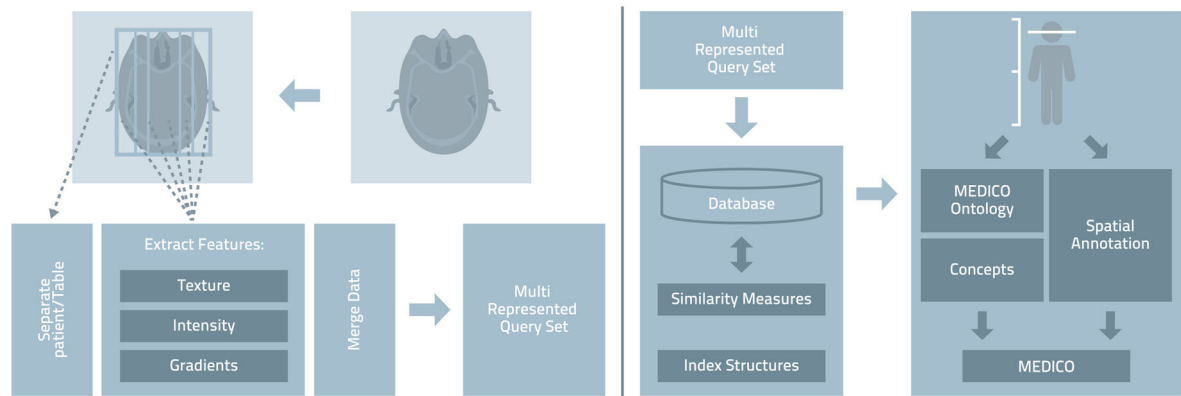 Separate
patient/Table
Extract Features:
Texture
Intensity
Gradients
Merge Data
Multi
Represented
Query Set
Multi
Represented
Query Set
Database
Similarity Measures
Index Structures
MEDICO
Ontology
Concepts
Spatial
Annotation
MEDICO